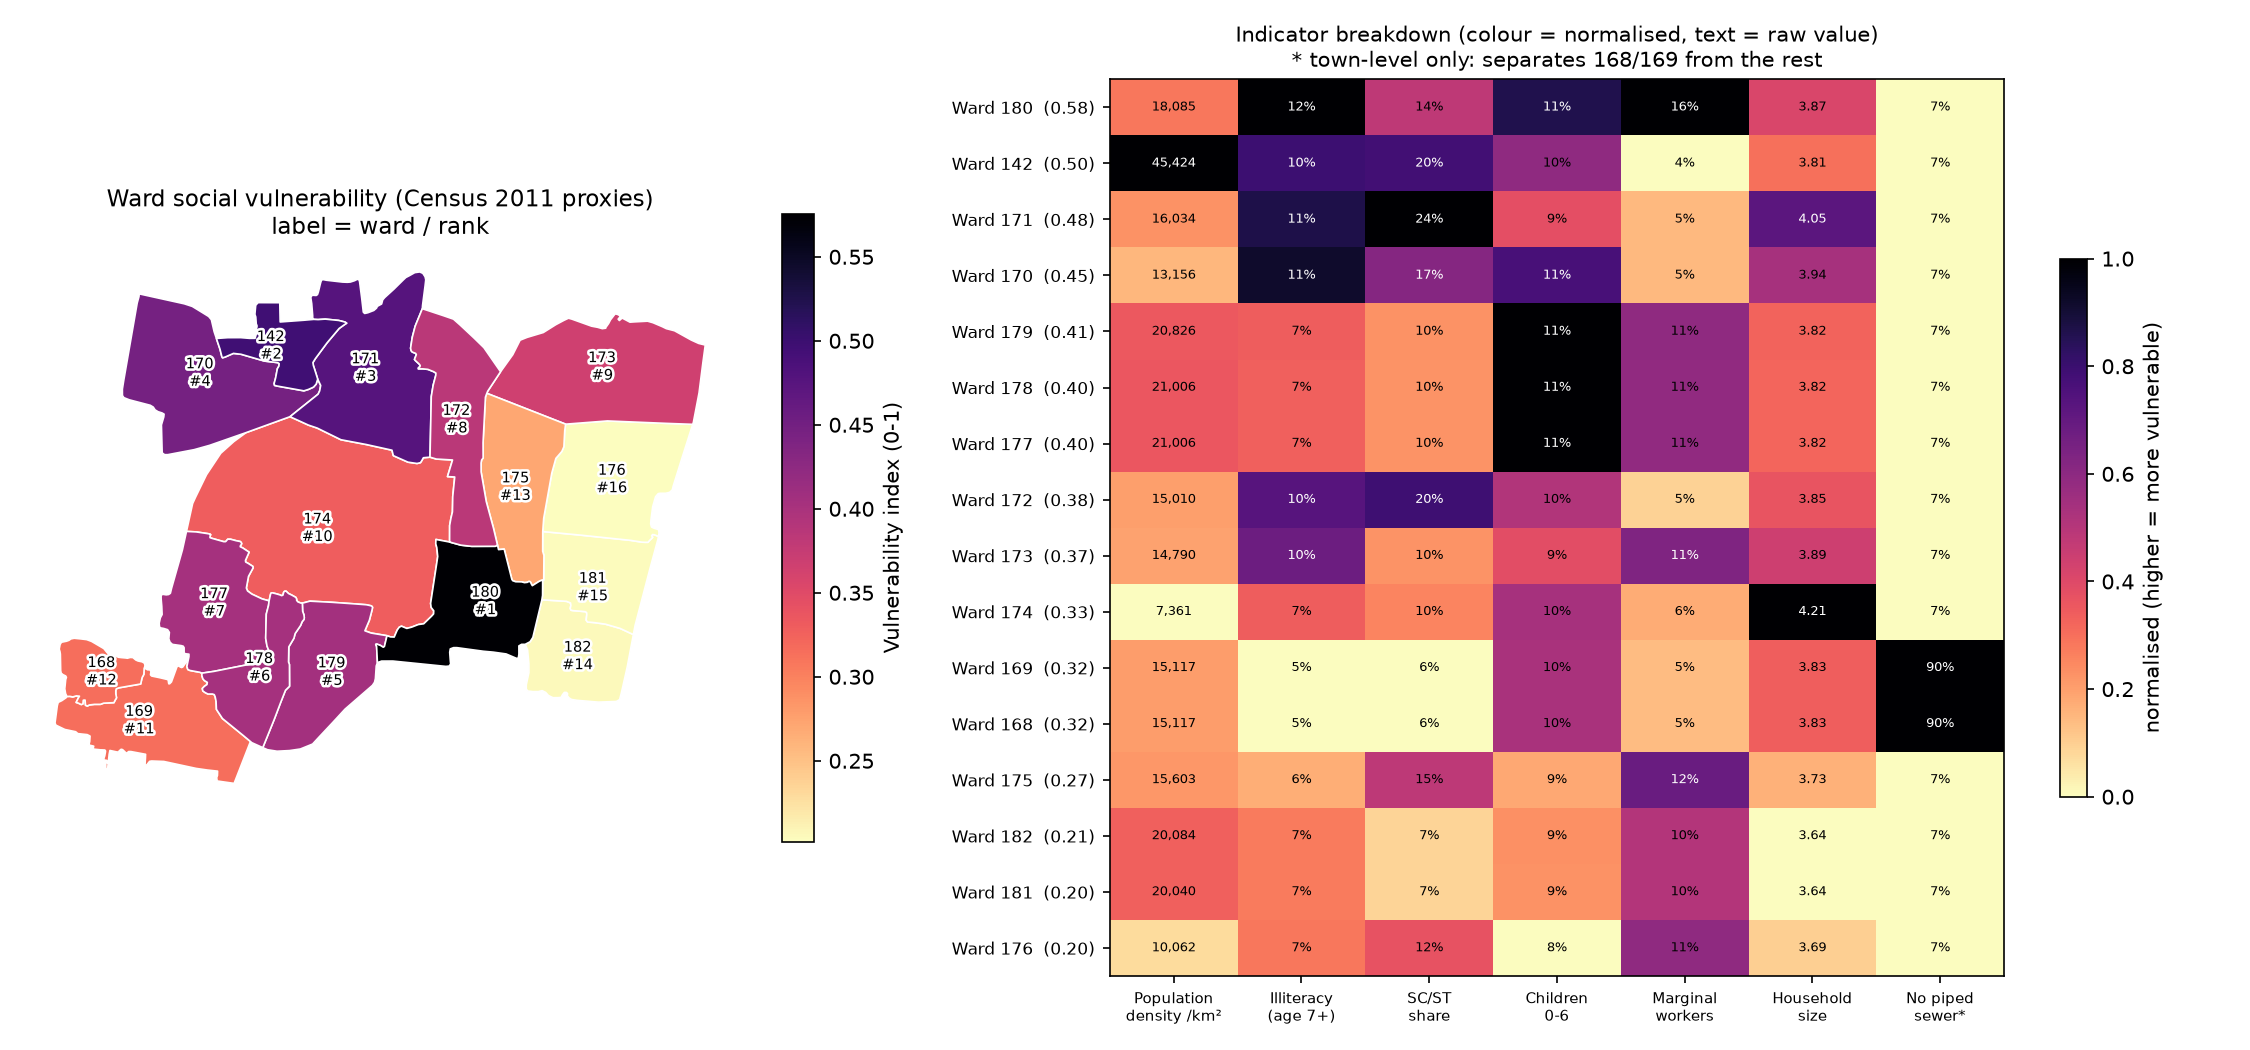 Ward social vulnerability (Census 2011 proxies)
label = ward / rank
170
#4
142
#2
171
#3
172
#8
173
#9
175
#13
176
#16
174
#10
181
#15
180
#1
182
#14
177
#7
178
#6
179
#5
168
#12
169
#11
0.55
0.50
0.45
0.40
0.35
0.30
0.25
Vulnerability index (0-1)
Indicator breakdown (colour = normalised, text = raw value)
* town-level only: separates 168/169 from the rest
Ward 180 (0.58) 18,085 12% 14% 11% 16% 3.87 7%
Ward 142 (0.50) 45,424 10% 20% 10% 4% 3.81 7%
Ward 171 (0.48) 16,034 11% 24% 9% 5% 4.05 7%
Ward 170 (0.45) 13,156 11% 17% 11% 5% 3.94 7%
Ward 179 (0.41) 20,826 7% 10% 11% 11% 3.82 7%
Ward 178 (0.40) 21,006 7% 10% 11% 11% 3.82 7%
Ward 177 (0.40) 21,006 7% 10% 11% 11% 3.82 7%
Ward 172 (0.38) 15,010 10% 20% 10% 5% 3.85 7%
Ward 173 (0.37) 14,790 10% 10% 9% 11% 3.89 7%
Ward 174 (0.33) 7,361 7% 10% 10% 6% 4.21 7%
Ward 169 (0.32) 15,117 5% 6% 10% 5% 3.83 90%
Ward 168 (0.32) 15,117 5% 6% 10% 5% 3.83 90%
Ward 175 (0.27) 15,603 6% 15% 9% 12% 3.73 7%
Ward 182 (0.21) 20,084 7% 7% 9% 10% 3.64 7%
Ward 181 (0.20) 20,040 7% 7% 9% 10% 3.64 7%
Ward 176 (0.20) 10,062 7% 12% 8% 11% 3.69 7%
Population
density /km²
Illiteracy
(age 7+)
SC/ST
share
Children
0-6
Marginal
workers
Household
size
No piped
sewer*
1.0
0.8
0.6
0.4
0.2
0.0
normalised (higher = more vulnerable)